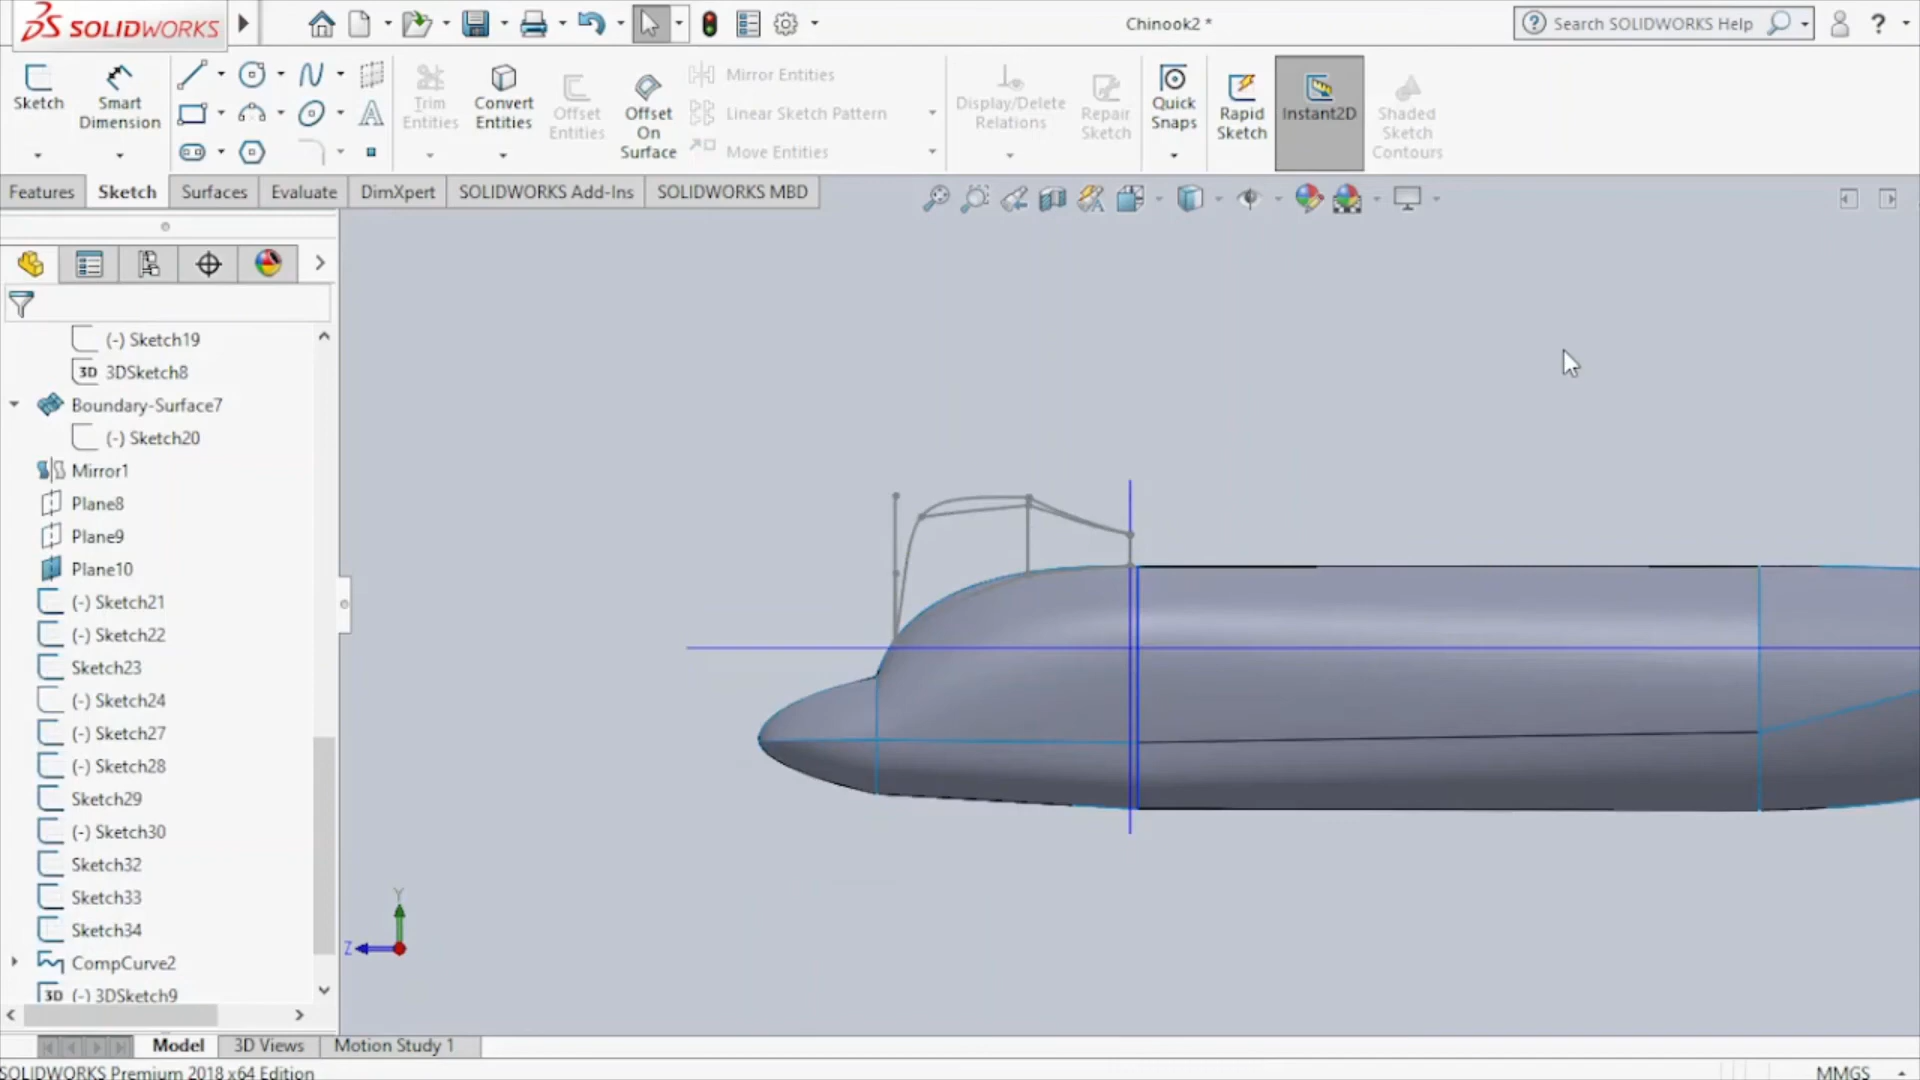 SOLIDWORKS
Chinook2 *
Search SOLIDWORKS Help
?
Sketch
Smart
Dimension
Trim
Entities
Convert
Entities
Offset
Entities
Offset
On
Surface
Mirror Entities
Linear Sketch Pattern
Move Entities
Display/Delete
Relations
Repair
Sketch
Quick
Snaps
Rapid
Sketch
Instant2D
Shaded
Sketch
Contours
Features
Sketch
Surfaces
Evaluate
DimXpert
SOLIDWORKS Add-Ins
SOLIDWORKS MBD
(-) Sketch19
3D 3DSketch8
Boundary-Surface7
(-) Sketch20
Mirror1
Plane8
Plane9
Plane10
(-) Sketch21
(-) Sketch22
Sketch23
(-) Sketch24
(-) Sketch27
(-) Sketch28
Sketch29
(-) Sketch30
Sketch32
Sketch33
Sketch34
CompCurve2
3D (-) 3DSketch9
Y
Z
Model
3D Views
Motion Study 1
SOLIDWORKS Premium 2018 x64 Edition
MMGS